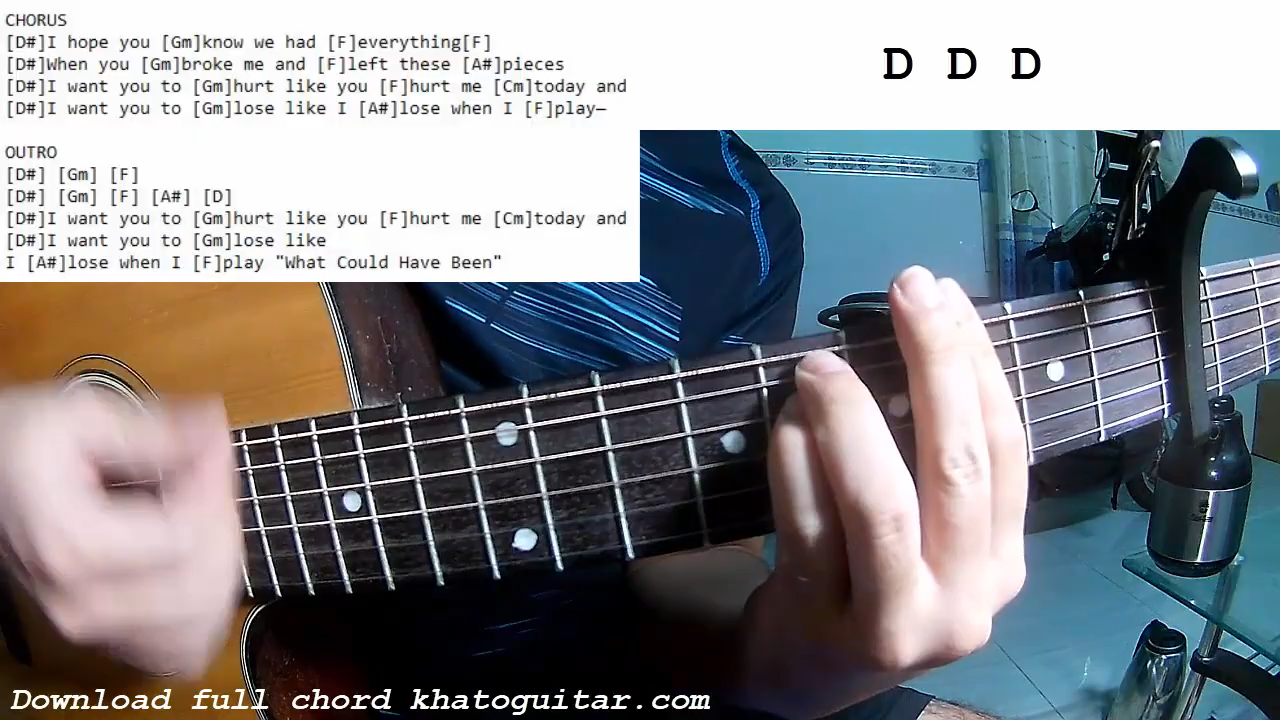 CHORUS
[D#]I hope you [Gm]know we had [F]everything[F]
[D#]When you [Gm]broke me and [F]left these [A#]pieces
[D#]I want you to [Gm]hurt like you [F]hurt me [Cm]today and
[D#]I want you to [Gm]lose like I [A#]lose when I [F]play—
OUTRO
[D#] [Gm] [F]
[D#] [Gm] [F] [A#] [D]
[D#]I want you to [Gm]hurt like you [F]hurt me [Cm]today and
[D#]I want you to [Gm]lose like
I [A#]lose when I [F]play "What Could Have Been"
D D D
Download full chord khatoguitar.com